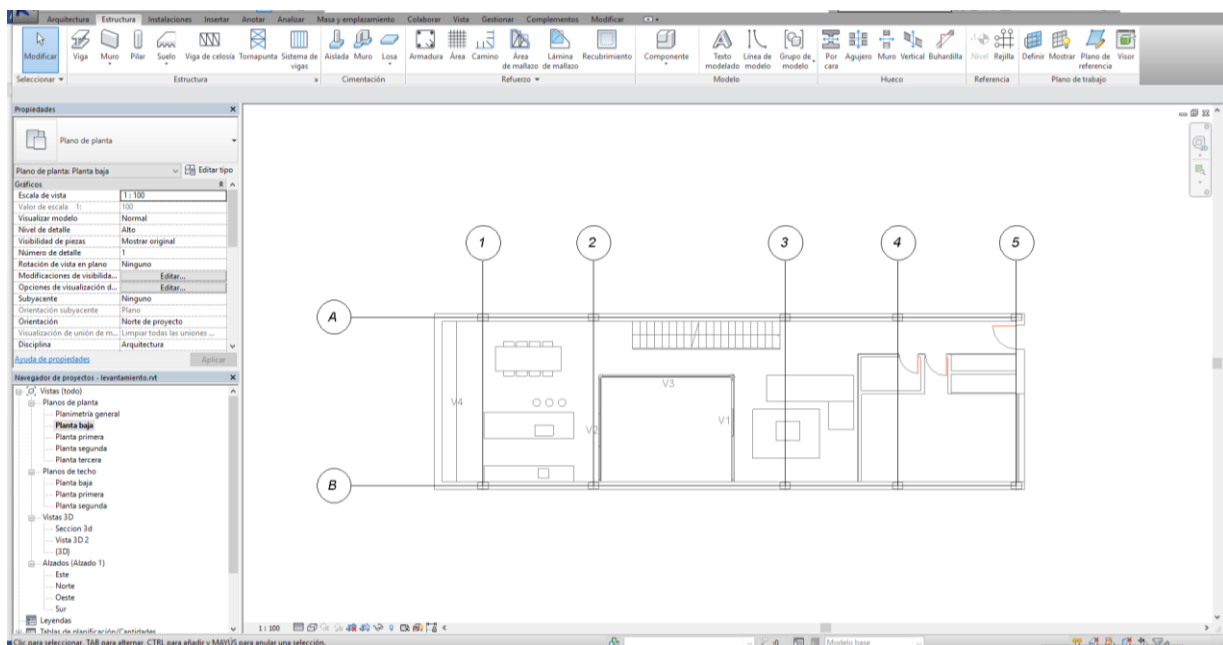 Arquitectura Estructura Instalaciones Insertar Anotar Analizar Masa y emplazamiento Colaborar Vista Gestionar Complementos Modificar
Modificar Viga Muro Pilar Suelo Viga de celosía Tornapunta Sistema de vigas Aislada Muro Losa Armadura Área Camino Área de mallazo Lámina de mallazo Recubrimiento Componente Texto modelado Línea de modelo Grupo de modelo Por cara Agujero Muro Vertical Buhardilla Nivel Rejilla Definir Mostrar Plano de referencia Visor
Seleccionar Estructura Cimentación Refuerzo Modelo Hueco Referencia Plano de trabajo
Propiedades
Plano de planta
Plano de planta: Planta baja Editar tipo
Gráficos
Escala de vista 1 : 100
Valor de escala 1: 100
Visualizar modelo Normal
Nivel de detalle Alto
Visibilidad de piezas Mostrar original
Número de detalle 1
Rotación de vista en plano Ninguno
Modificaciones de visibilida... Editar...
Opciones de visualización d... Editar...
Subyacente Ninguno
Orientación subyacente Plano
Orientación Norte de proyecto
Visualización de unión de m... Limpiar todas las uniones ...
Disciplina Arquitectura
Ayuda de propiedades Aplicar
Navegador de proyectos - levantamiento.rvt
Vistas (todo)
Planos de planta
Planimetría general
Planta baja
Planta primera
Planta segunda
Planta tercera
Planos de techo
Planta baja
Planta primera
Planta segunda
Vistas 3D
Seccion 3d
Vista 3D 2
{3D}
Alzados (Alzado 1)
Este
Norte
Oeste
Sur
Leyendas
Tablas de planificación/Cantidades
1 2 3 4 5
A
V3
V4
V1
V2
B
1 : 100
Clic para seleccionar, TAB para alternar, CTRL para añadir y MAYÚS para anular una selección.
:0 Modelo base